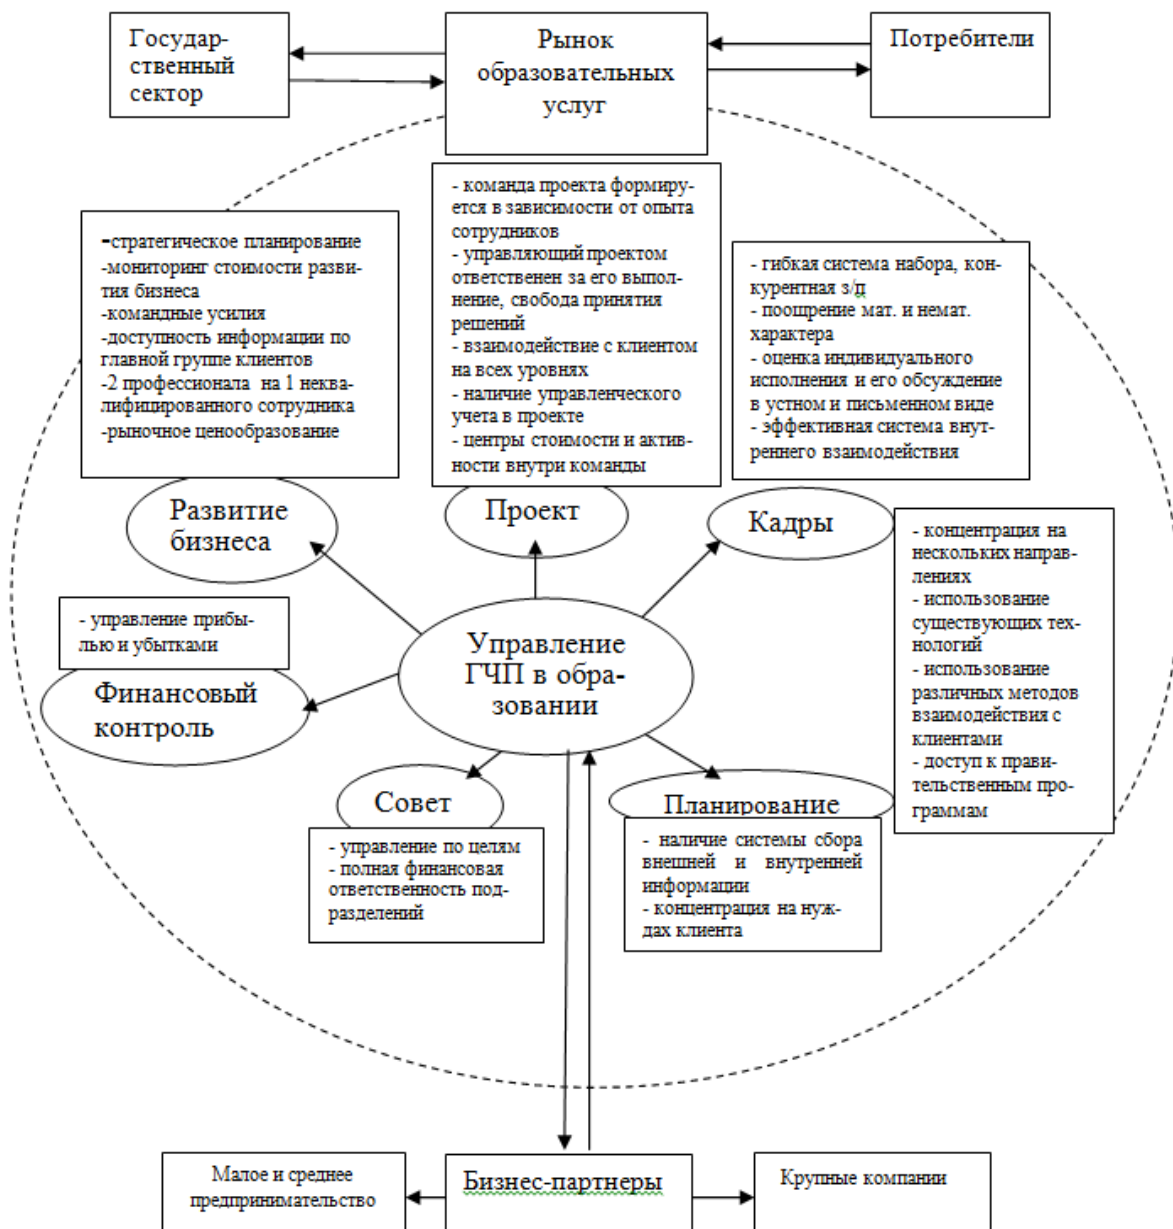 Государ-
ственный
сектор
Рынок
образовательных
услуг
Потребители
- команда проекта формиру-
ется в зависимости от опыта
сотрудников
- управляющий проектом
ответственен за его выпол-
нение, свобода принятия
решений
- взаимодействие с клиентом
на всех уровнях
- наличие управленческого
учета в проекте
- центры стоимости и актив-
ности внутри команды
-стратегическое планирование
-мониторинг стоимости разви-
тия бизнеса
-командные усилия
-доступность информации по
главной группе клиентов
-2 профессионала на 1 неква-
лифицированного сотрудника
-рыночное ценообразование
- гибкая система набора, кон-
курентная з/п
- поощрение мат. и немат.
характера
- оценка индивидуального
исполнения и его обсуждение
в устном и письменном виде
- эффективная система внут-
реннего взаимодействия
Развитие
бизнеса
Проект
Кадры
- концентрация на
нескольких направ-
лениях
- использование
существующих тех-
нологий
- использование
различных методов
взаимодействия с
клиентами
- доступ к прави-
тельственным про-
граммам
- управление прибы-
лью и убытками
Финансовый
контроль
Управление
ГЧП в обра-
зовании
Совет
- управление по целям
- полная финансовая
ответственность под-
разделений
Планирование
- наличие системы сбора
внешней и внутренней
информации
- концентрация на нуж-
дах клиента
Малое и среднее
предпринимательство
Бизнес-партнеры
Крупные компании